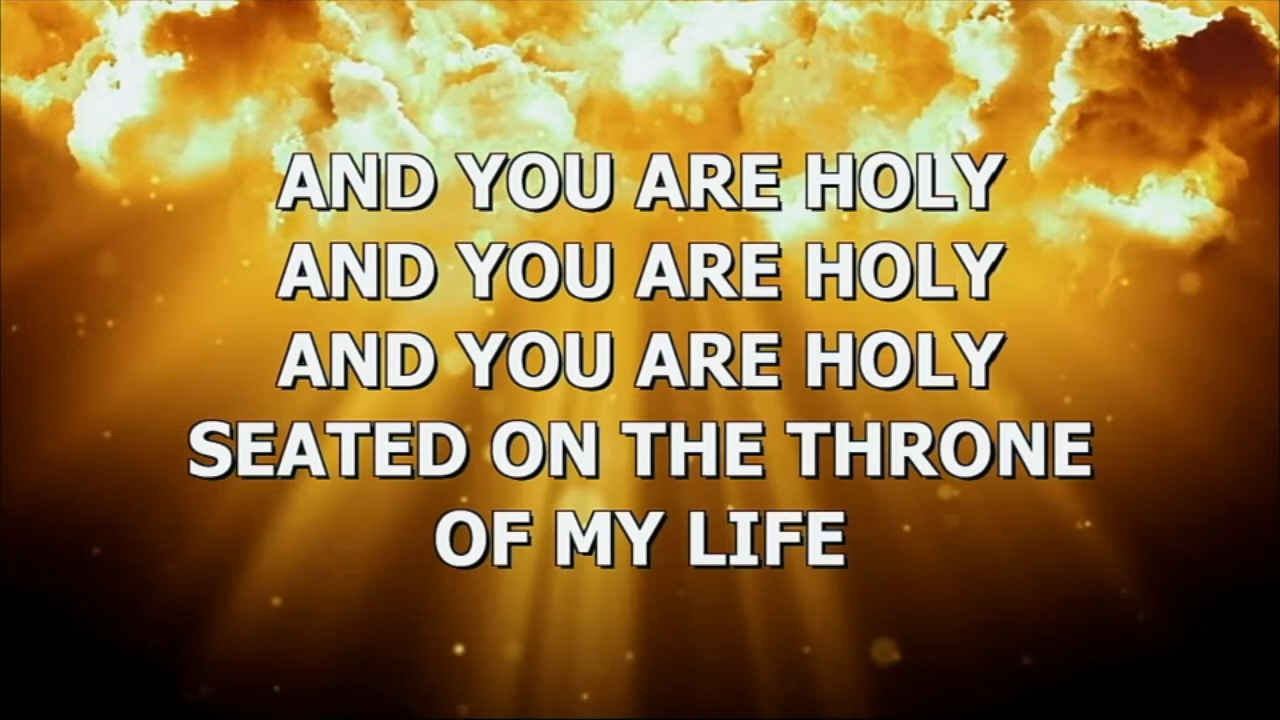 AND YOU ARE HOLY
AND YOU ARE HOLY
AND YOU ARE HOLY
SEATED ON THE THRONE
OF MY LIFE